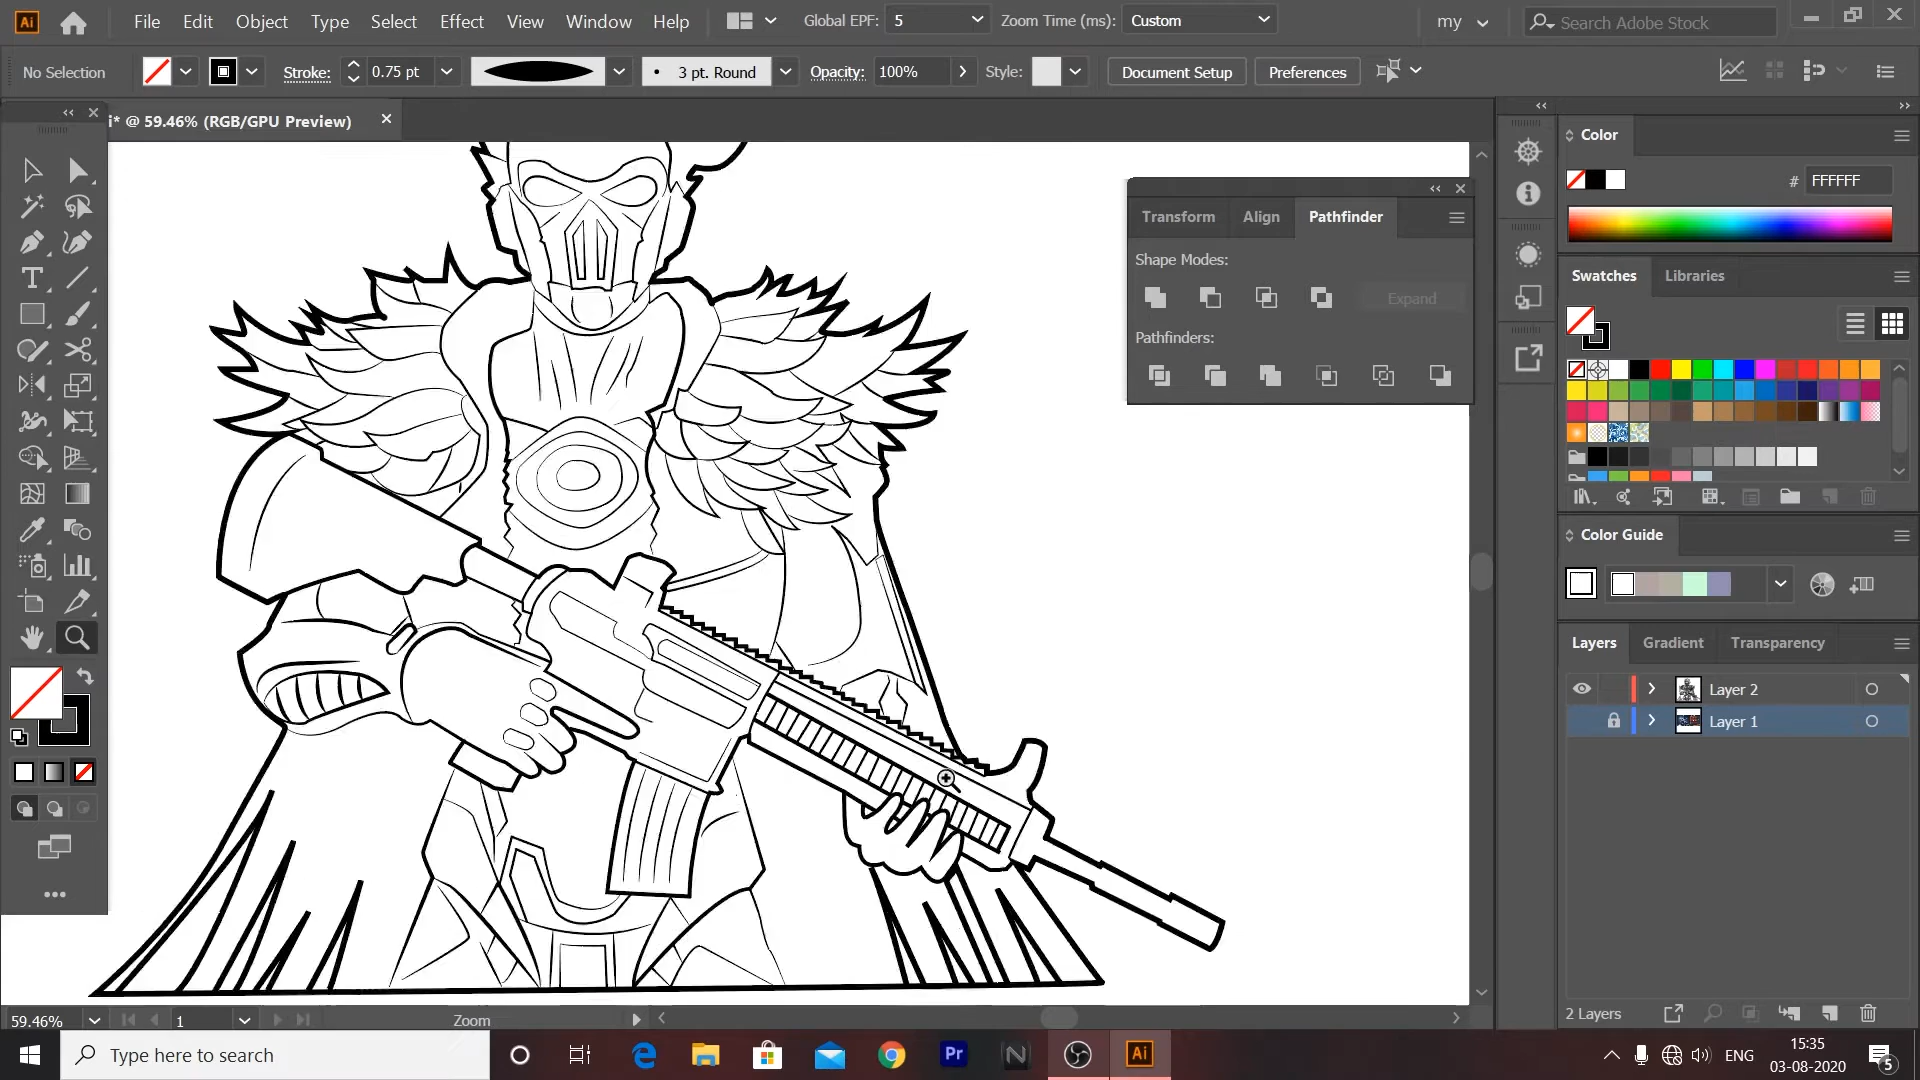 Ai File Edit Object Type Select Effect View Window Help Global EPF: 5 Zoom Time (ms): Custom my Search Adobe Stock
No Selection Stroke: 0.75 pt 3 pt. Round Opacity: 100% Style: Document Setup Preferences
i* @ 59.46% (RGB/GPU Preview)
Transform Align Pathfinder
Shape Modes:
Expand
Pathfinders:
Color
# FFFFFF
Swatches Libraries
Color Guide
Layers Gradient Transparency
Layer 2
Layer 1
2 Layers
59.46% 1 Zoom
Type here to search
Pr
Ai
ENG
15:35
03-08-2020
5